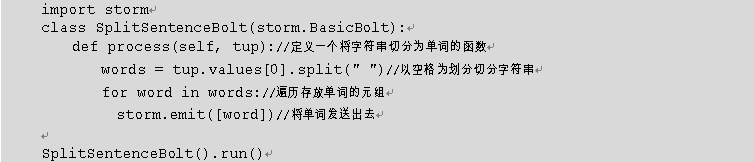 import storm
class SplitSentenceBolt(storm.BasicBolt):
def process(self, tup)://定义一个将字符串切分为单词的函数
words = tup.values[0].split(" ")//以空格为划分切分字符串
for word in words://遍历存放单词的元组
storm.emit([word])//将单词发送出去
SplitSentenceBolt().run()